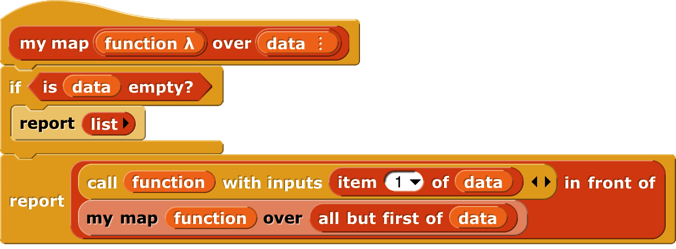 my map function λ over data ⋮
if is data empty?
report list
report call function with inputs item 1 of data in front of
my map function over all but first of data